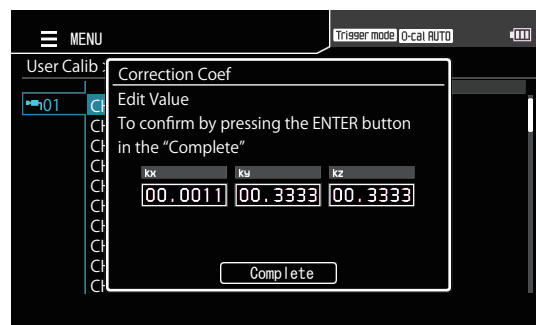 MENU
Trigger mode 0-cal AUTO
User Calib >
Correction Coef
01
Edit Value
To confirm by pressing the ENTER button
in the “Complete”
kx ky kz
00.0011 00.3333 00.3333
Complete